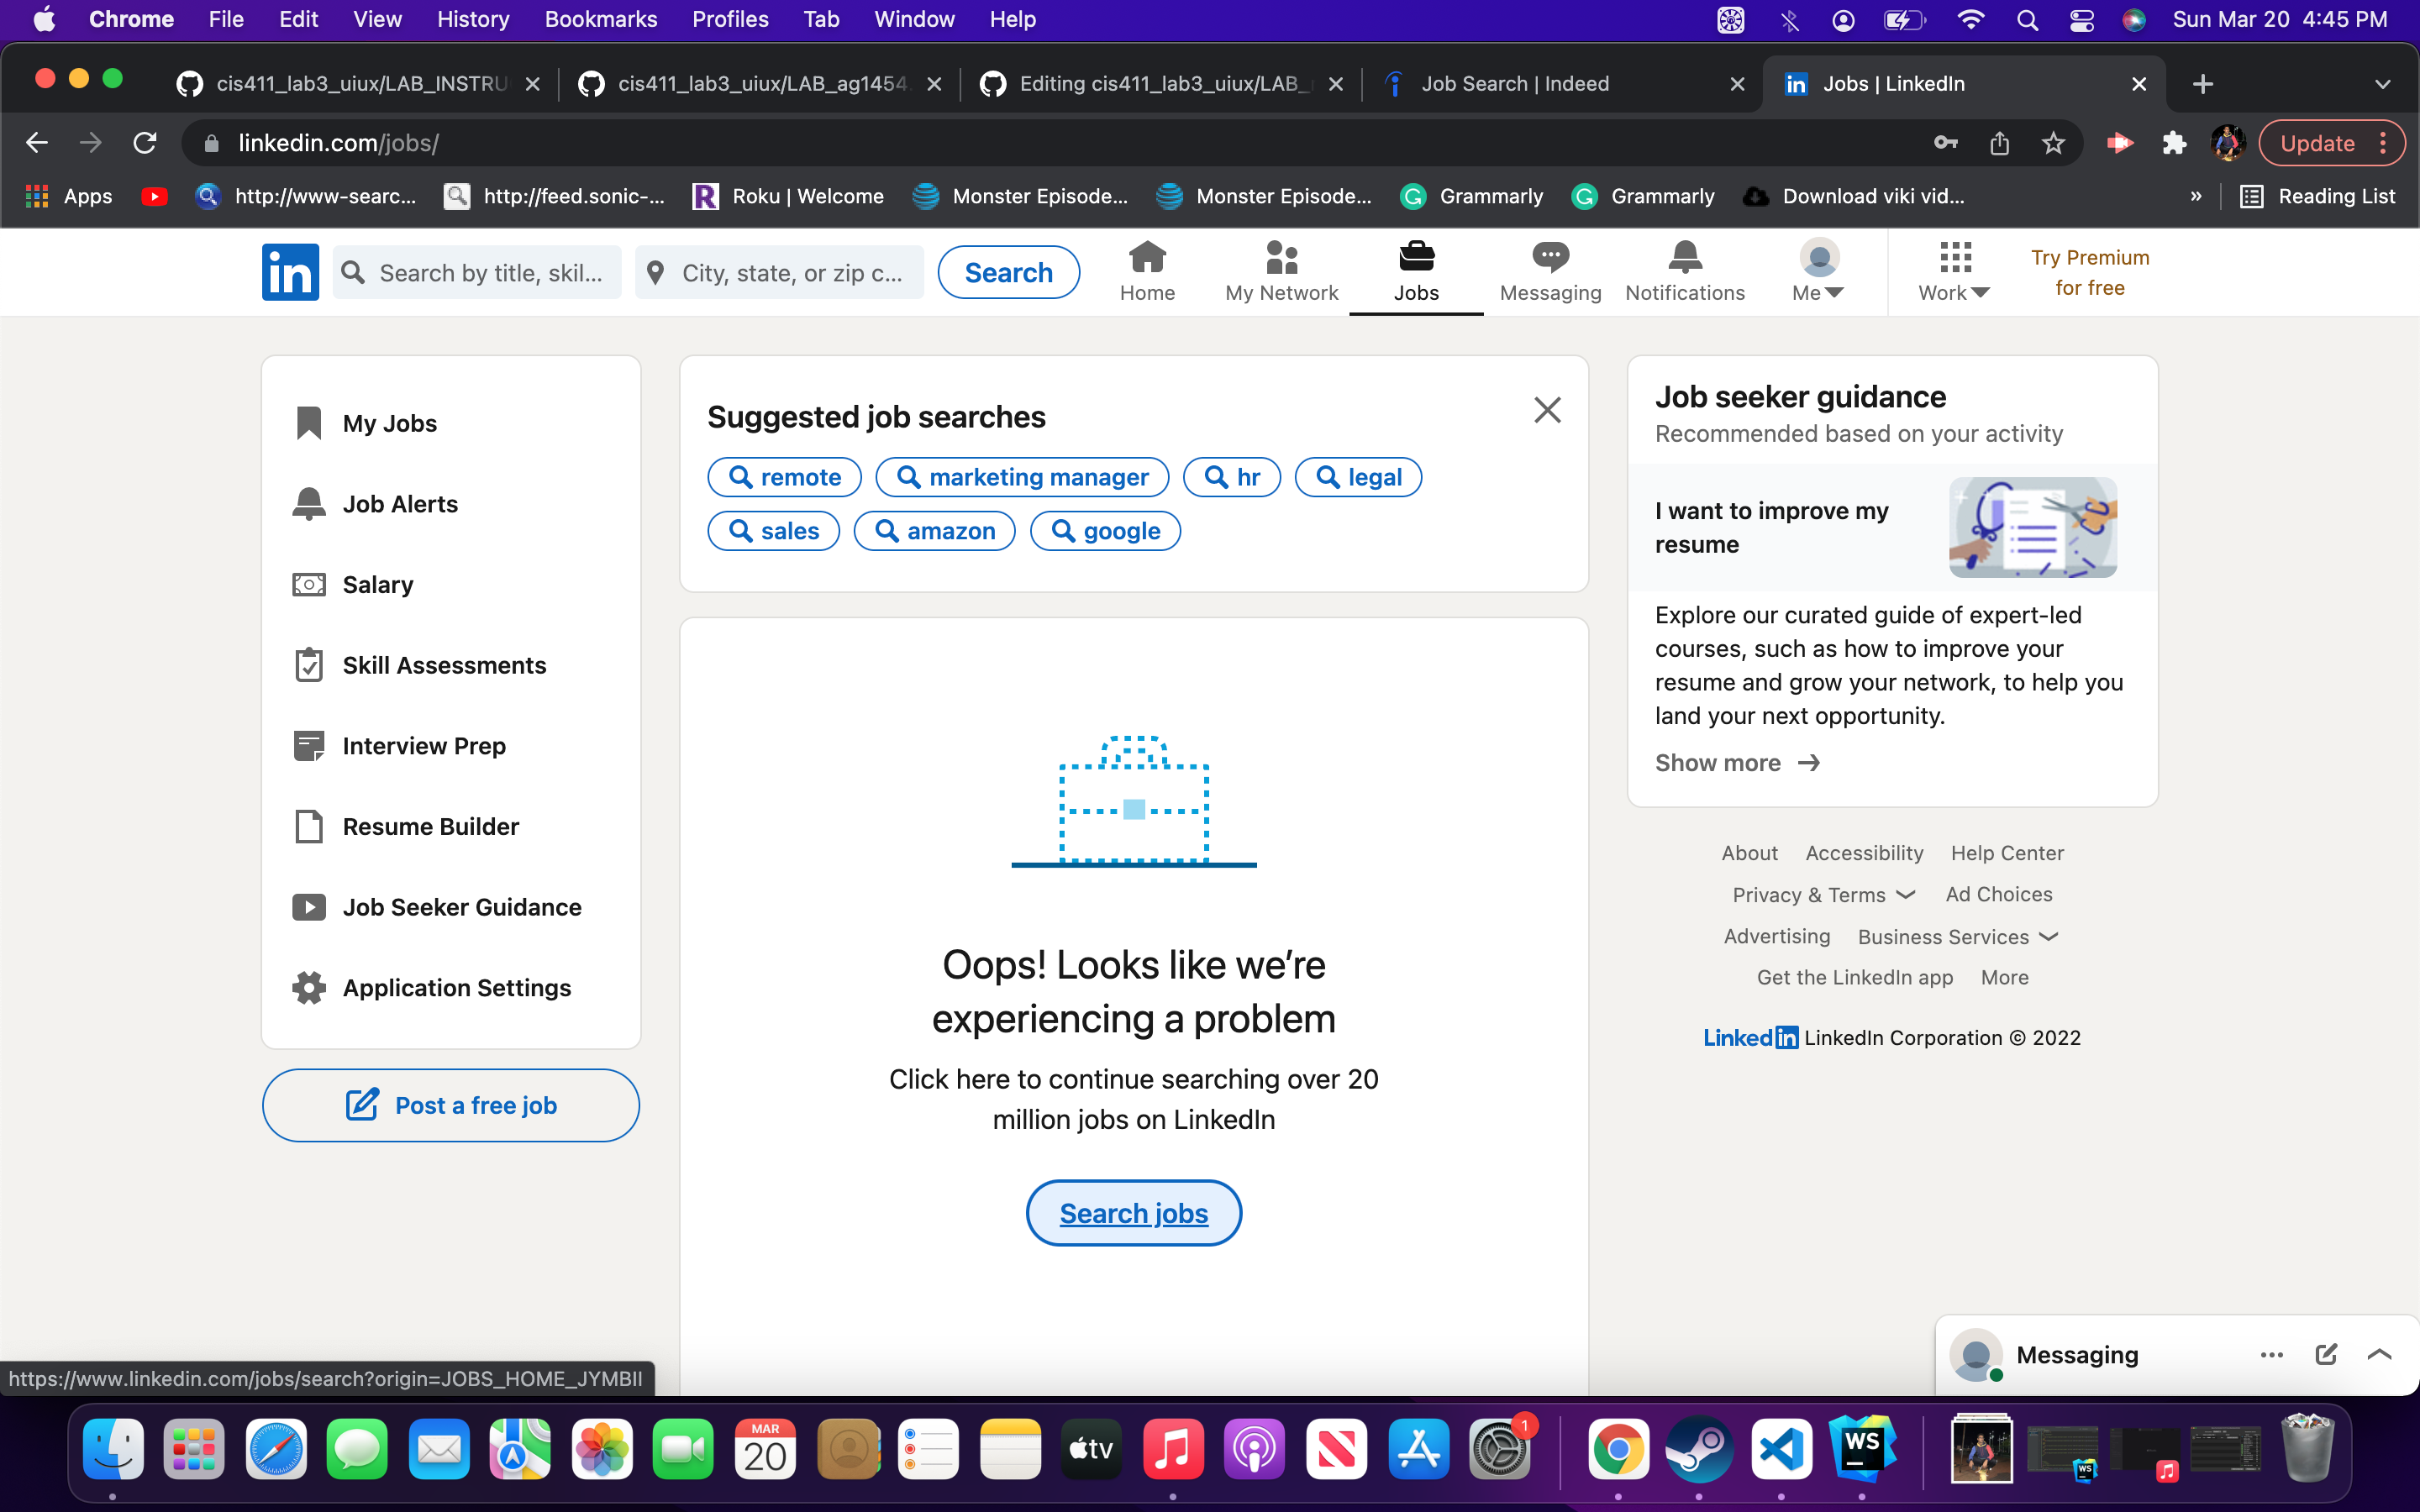 Chrome File Edit View History Bookmarks Profiles Tab Window Help Sun Mar 20 4:45 PM
cis411_lab3_uiux/LAB_INSTRU cis411_lab3_uiux/LAB_ag1454 Editing cis411_lab3_uiux/LAB_ Job Search | Indeed Jobs | LinkedIn
linkedin.com/jobs/ Update
Apps http://www-searc... http://feed.sonic-... Roku | Welcome Monster Episode... Monster Episode... Grammarly Grammarly Download viki vid... » Reading List
in Search by title, skil... City, state, or zip c... Search Home My Network Jobs Messaging Notifications Me Work Try Premium
for free
My Jobs
Job Alerts
Salary
Skill Assessments
Interview Prep
Resume Builder
Job Seeker Guidance
Application Settings
Post a free job
Suggested job searches
remote marketing manager hr legal
sales amazon google
Oops! Looks like we’re
experiencing a problem
Click here to continue searching over 20
million jobs on LinkedIn
Search jobs
Job seeker guidance
Recommended based on your activity
I want to improve my
resume
Explore our curated guide of expert-led
courses, such as how to improve your
resume and grow your network, to help you
land your next opportunity.
Show more →
About Accessibility Help Center
Privacy & Terms Ad Choices
Advertising Business Services
Get the LinkedIn app More
LinkedIn LinkedIn Corporation © 2022
Messaging
https://www.linkedin.com/jobs/search?origin=JOBS_HOME_JYMBII
MAR
20
tv
1
WS
WS